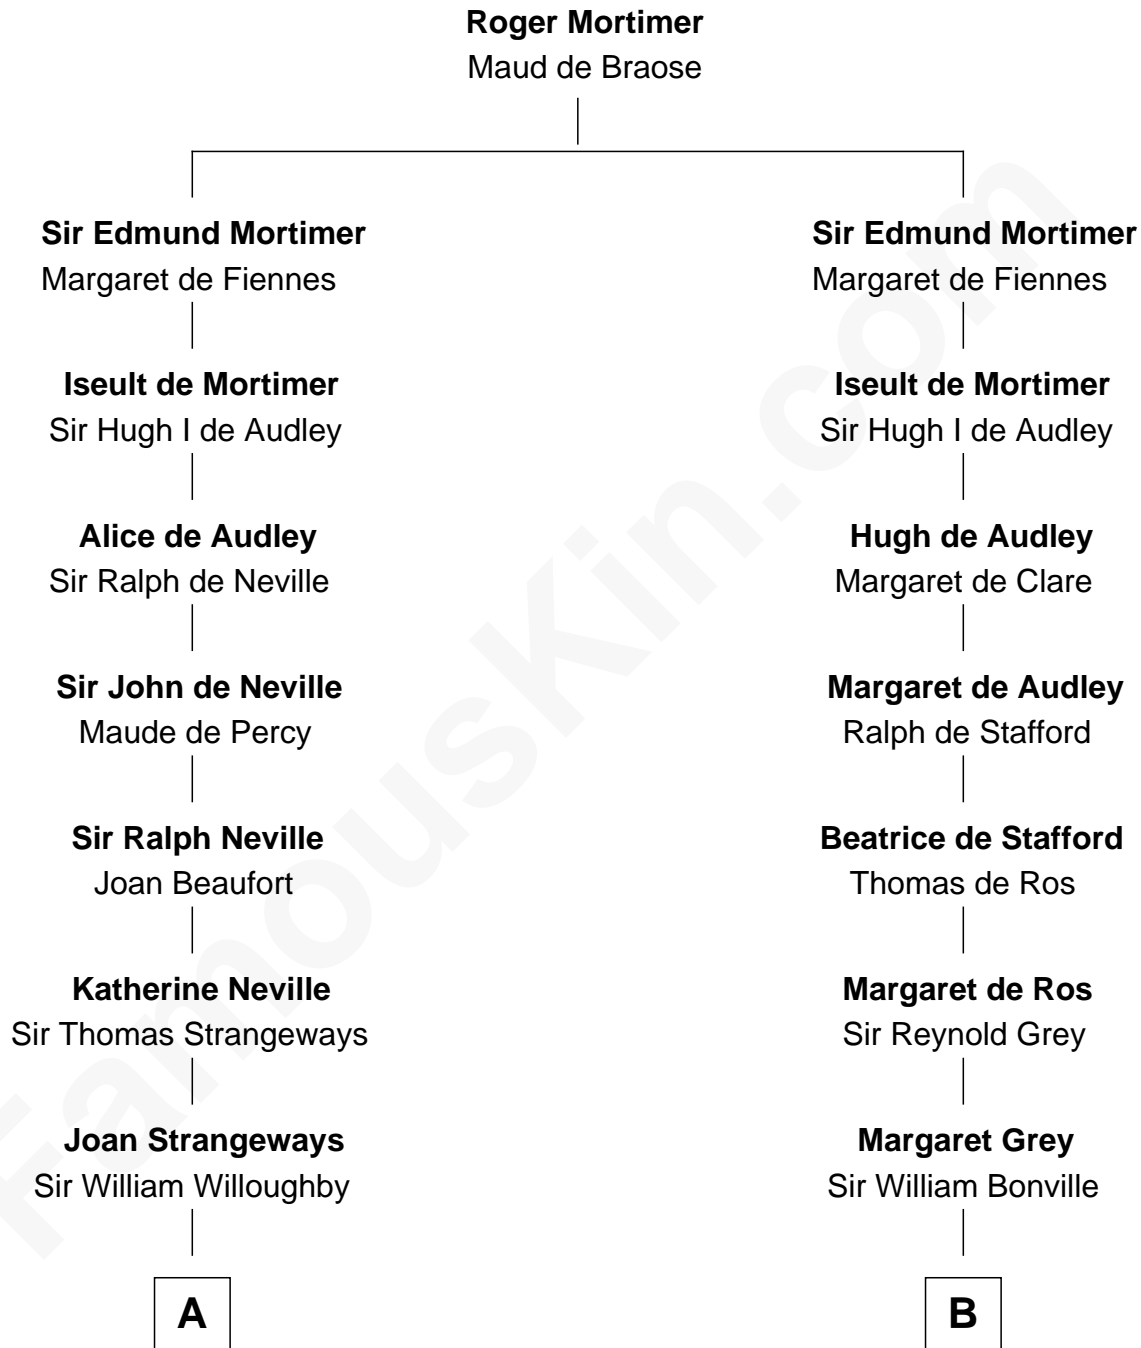 Roger Mortimer
Maud de Braose
Sir Edmund Mortimer
Margaret de Fiennes
Iseult de Mortimer
Sir Hugh I de Audley
Alice de Audley
Sir Ralph de Neville
Sir John de Neville
Maude de Percy
Sir Ralph Neville
Joan Beaufort
Katherine Neville
Sir Thomas Strangeways
Joan Strangeways
Sir William Willoughby
A
Sir Edmund Mortimer
Margaret de Fiennes
Iseult de Mortimer
Sir Hugh I de Audley
Hugh de Audley
Margaret de Clare
Margaret de Audley
Ralph de Stafford
Beatrice de Stafford
Thomas de Ros
Margaret de Ros
Sir Reynold Grey
Margaret Grey
Sir William Bonville
B
FamousKin.com